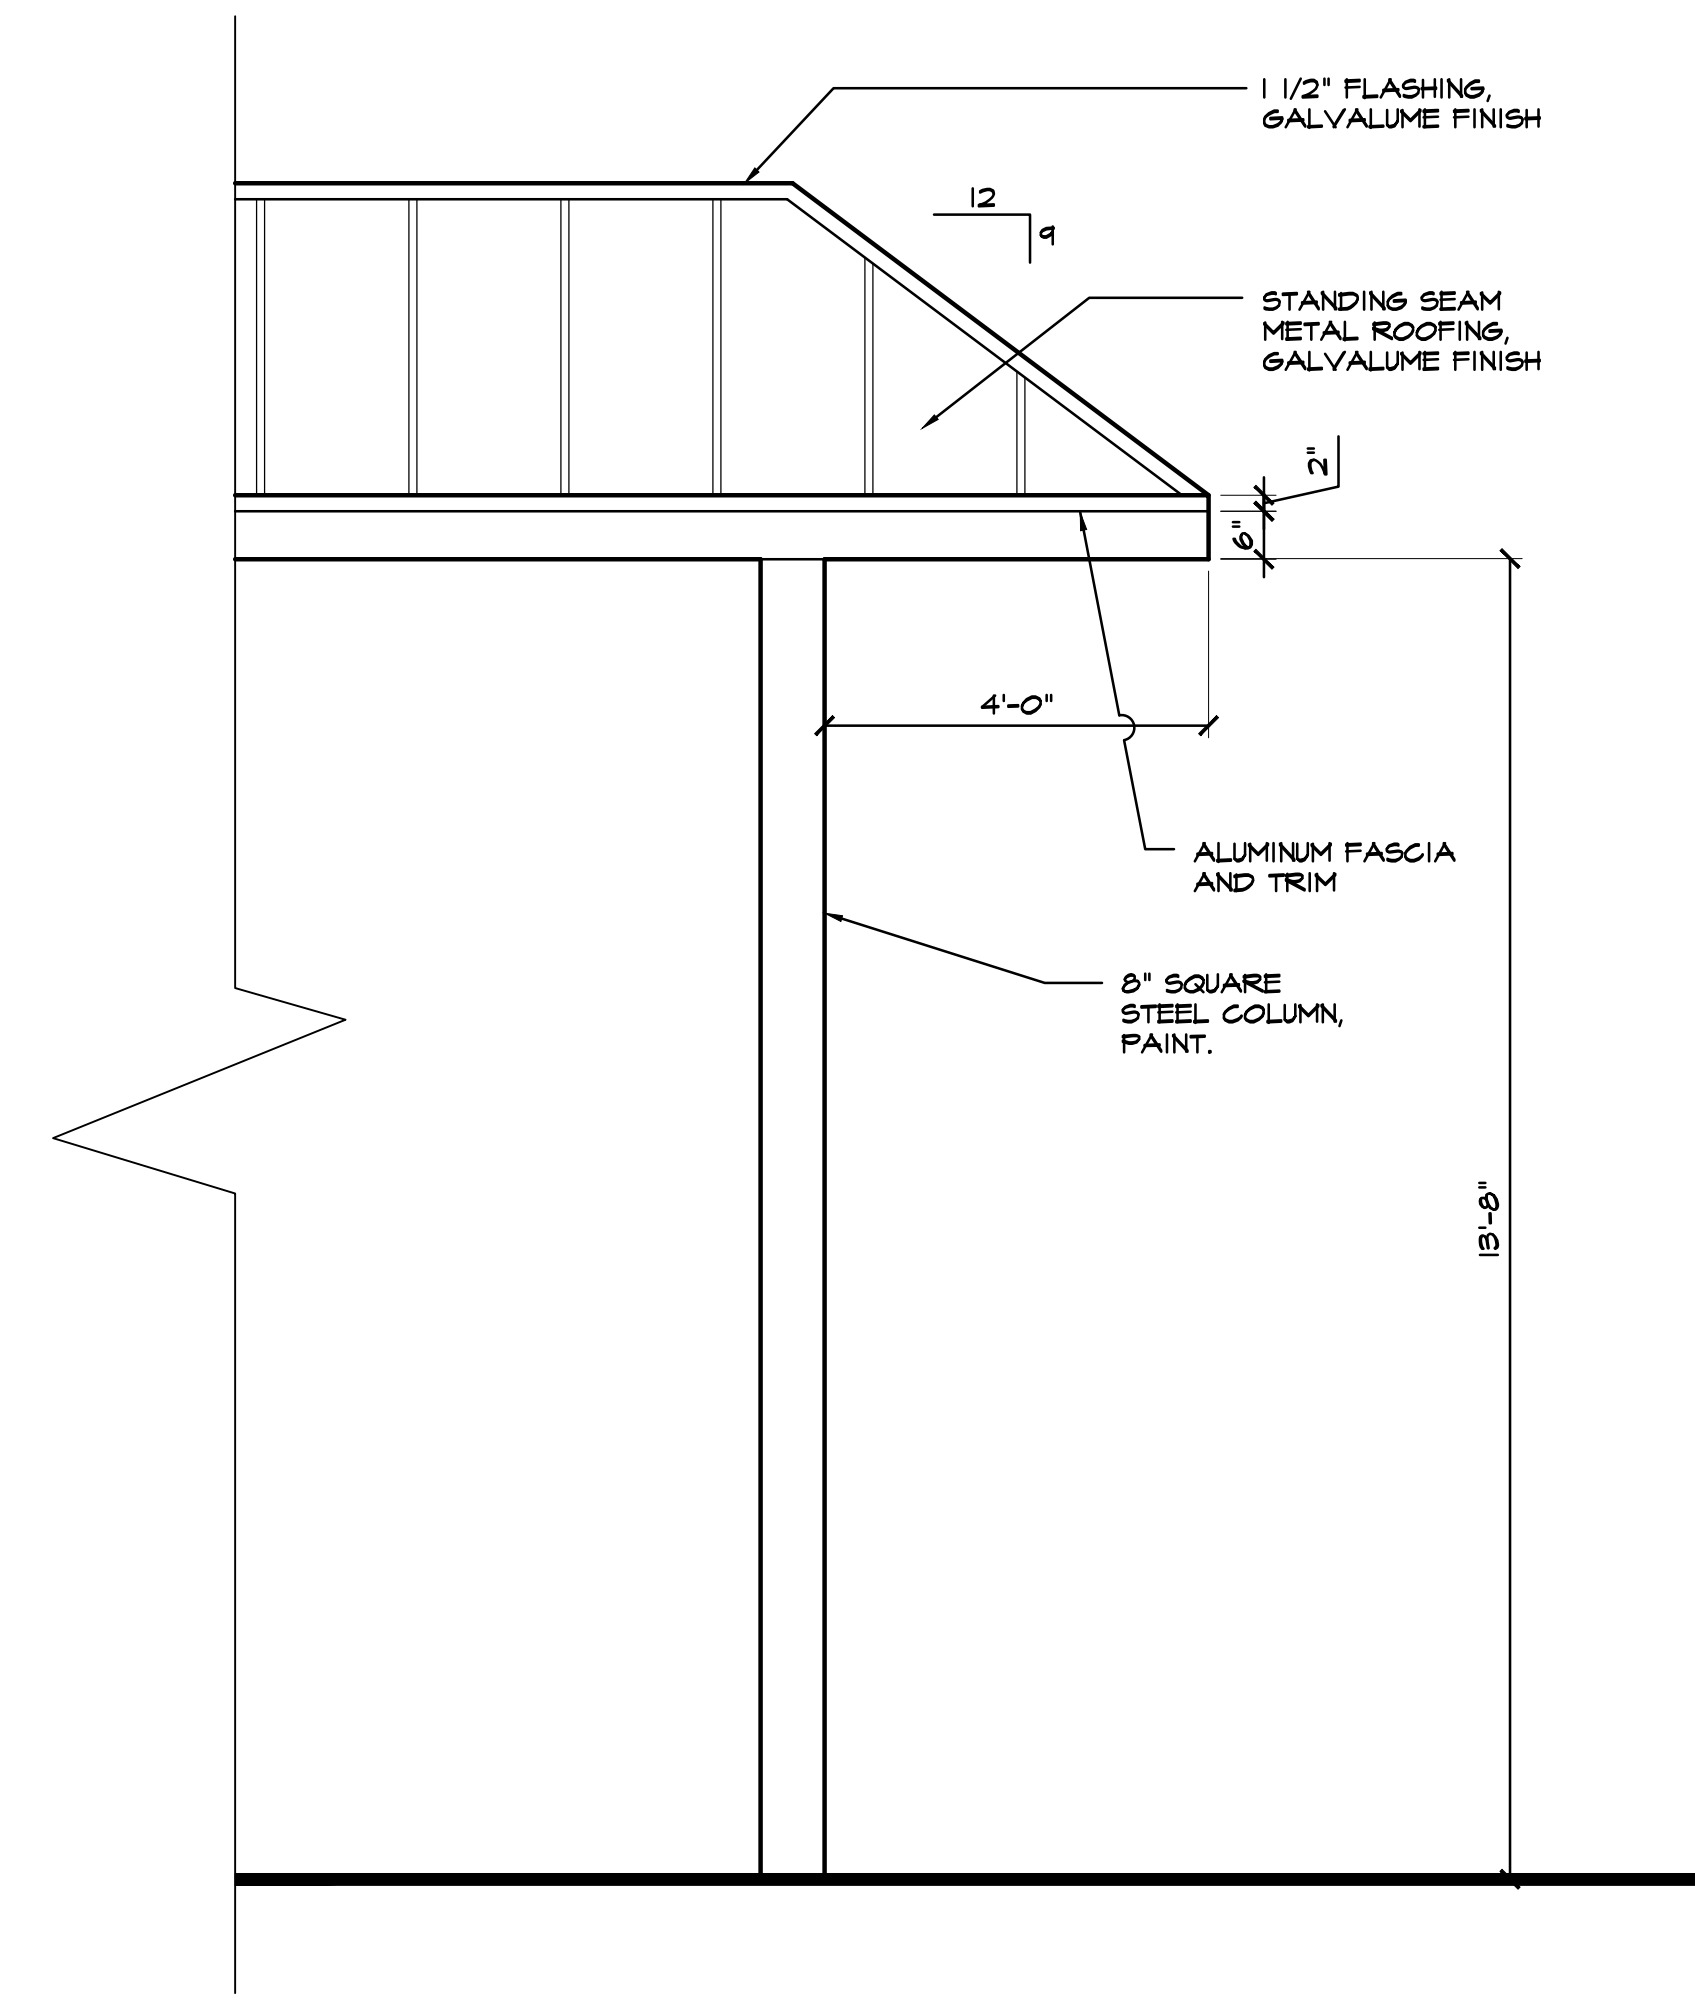 1 1/2" FLASHING,
GALVALUME FINISH
12
9
STANDING SEAM
METAL ROOFING,
GALVALUME FINISH
2"
6"
4'-0"
ALUMINUM FASCIA
AND TRIM
8" SQUARE
STEEL COLUMN,
PAINT.
13'-8"